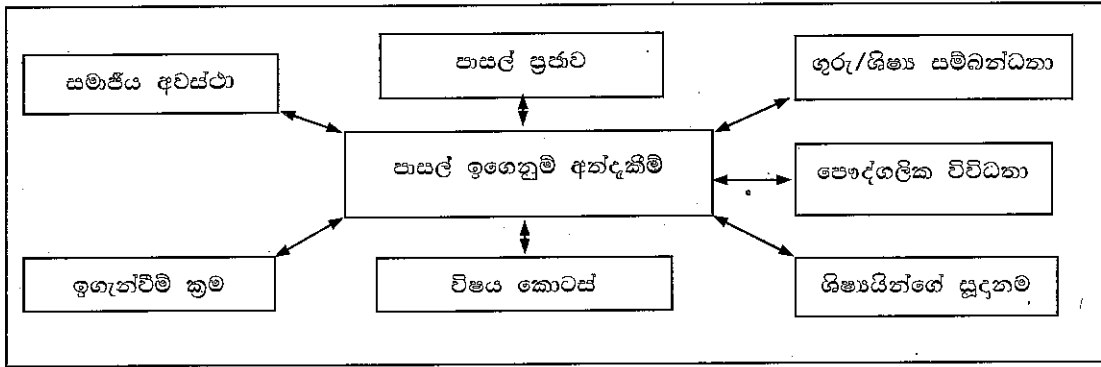 සමාජීය අවස්ථා
පාසල් ප්‍රජාව
ගුරු/ශිෂ්‍ය සම්බන්ධතා
පාසල් ඉගෙනුම් අත්දැකීම්
පෞද්ගලික විවිධතා
ඉගැන්වීම් ක්‍රම
විෂය කොටස්
ශිෂ්‍යයින්ගේ සූදානම